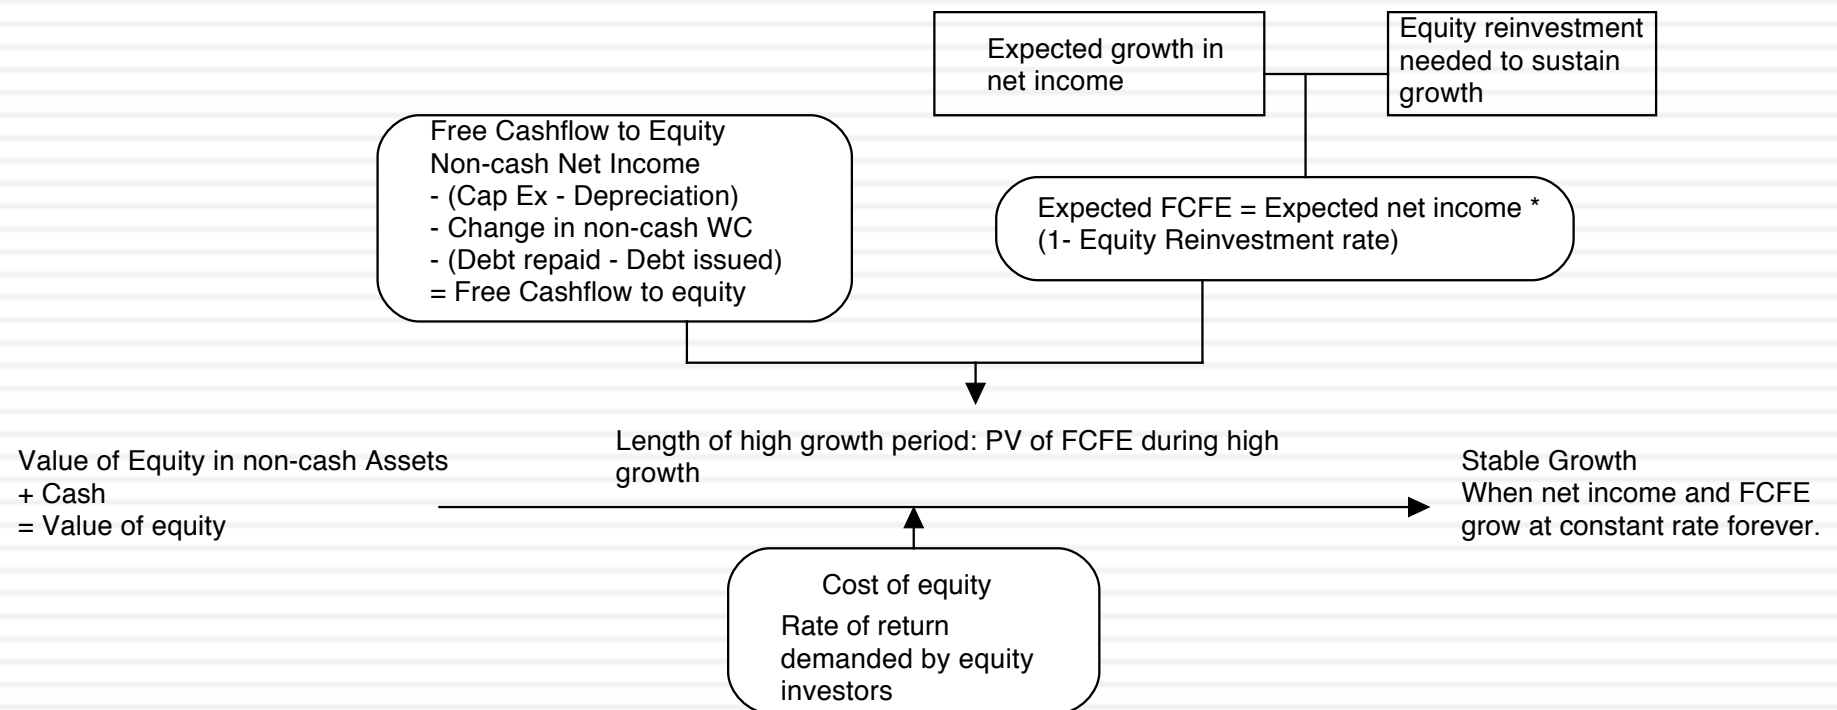 Expected growth in
net income
Equity reinvestment
needed to sustain
growth
Free Cashflow to Equity
Non-cash Net Income
- (Cap Ex - Depreciation)
- Change in non-cash WC
- (Debt repaid - Debt issued)
= Free Cashflow to equity
Expected FCFE = Expected net income *
(1- Equity Reinvestment rate)
Length of high growth period: PV of FCFE during high
growth
Value of Equity in non-cash Assets
+ Cash
= Value of equity
Stable Growth
When net income and FCFE
grow at constant rate forever.
Cost of equity
Rate of return
demanded by equity
investors